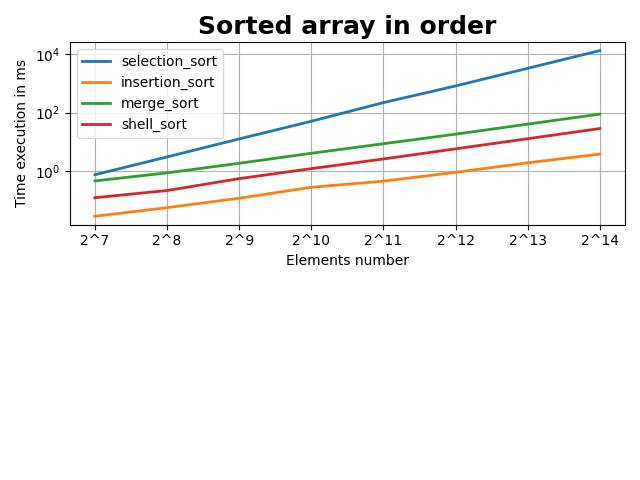 Sorted array in order
Time execution in ms
10^4
10^2
10^0
selection_sort
insertion_sort
merge_sort
shell_sort
2^7 2^8 2^9 2^10 2^11 2^12 2^13 2^14
Elements number